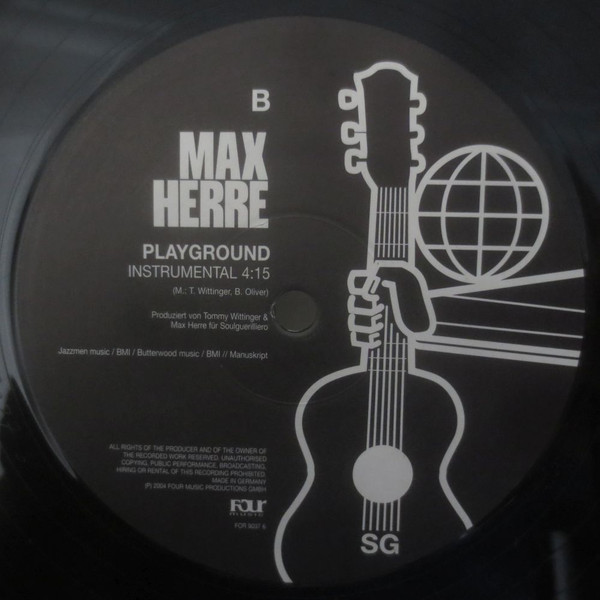 B
MAX
HERRE
PLAYGROUND
INSTRUMENTAL 4:15
(M.: T. Wittinger, B. Oliver)
Produziert von Tommy Wittinger &
Max Herre für Soulguerillero
Jazzmen music / BMI / Butterwood music / BMI // Manuskript
ALL RIGHTS OF THE PRODUCER AND OF THE OWNER OF
THE RECORDED WORK RESERVED. UNAUTHORISED
COPYING, PUBLIC PERFORMANCE, BROADCASTING,
HIRING OR RENTAL OF THIS RECORDING PROHIBITED.
MADE IN GERMANY
(P) 2004 FOUR MUSIC PRODUCTIONS GMBH
FOUR
SG